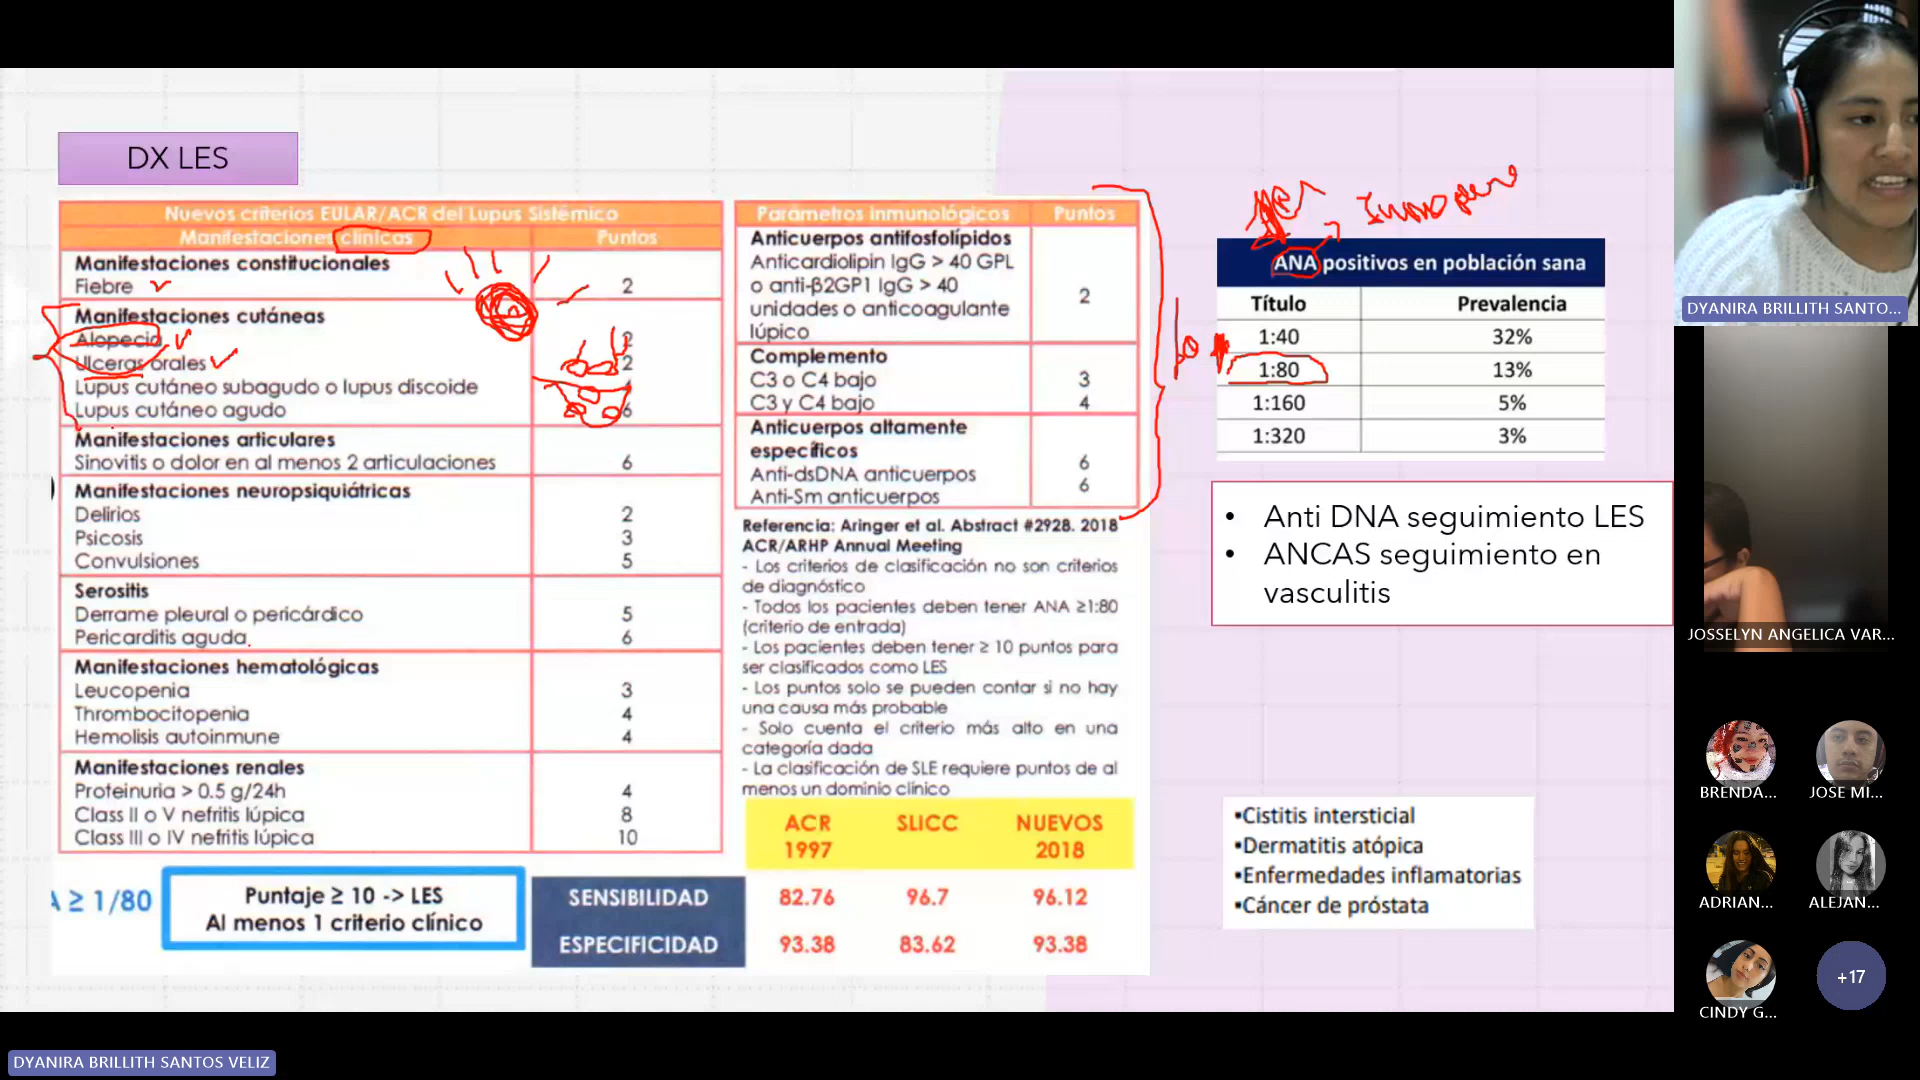 DX LES
Nuevos criterios EULAR/ACR del Lupus Sistémico
Manifestaciones clínicas Puntos
Manifestaciones constitucionales
Fiebre 2
Manifestaciones cutáneas
Alopecia 2
Ulceras orales 2
Lupus cutáneo subagudo o lupus discoide
Lupus cutáneo agudo 6
Manifestaciones articulares
Sinovitis o dolor en al menos 2 articulaciones 6
Manifestaciones neuropsiquiátricas
Delirios 2
Psicosis 3
Convulsiones 5
Serositis
Derrame pleural o pericárdico 5
Pericarditis aguda 6
Manifestaciones hematológicas
Leucopenia 3
Thrombocitopenia 4
Hemolisis autoinmune 4
Manifestaciones renales
Proteinuria > 0.5 g/24h 4
Class II o V nefritis lúpica 8
Class III o IV nefritis lúpica 10
A ≥ 1/80
Puntaje ≥ 10 -> LES
Al menos 1 criterio clínico
Parámetros inmunológicos Puntos
Anticuerpos antifosfolípidos
Anticardiolipin IgG > 40 GPL
o anti-β2GP1 IgG > 40
unidades o anticoagulante
lúpico
2
Complemento
C3 o C4 bajo 3
C3 y C4 bajo 4
Anticuerpos altamente
específicos
Anti-dsDNA anticuerpos 6
Anti-Sm anticuerpos 6
Referencia: Aringer et al. Abstract #2928. 2018
ACR/ARHP Annual Meeting
- Los criterios de clasificación no son criterios
de diagnóstico
- Todos los pacientes deben tener ANA ≥1:80
(criterio de entrada)
- Los pacientes deben tener ≥ 10 puntos para
ser clasificados como LES
- Los puntos solo se pueden contar si no hay
una causa más probable
- Solo cuenta el criterio más alto en una
categoría dada
- La clasificación de SLE requiere puntos de al
menos un dominio clínico
ACR 1997 SLICC NUEVOS 2018
SENSIBILIDAD 82.76 96.7 96.12
ESPECIFICIDAD 93.38 83.62 93.38
ANA positivos en población sana
Título Prevalencia
1:40 32%
1:80 13%
1:160 5%
1:320 3%
• Anti DNA seguimiento LES
• ANCAS seguimiento en
vasculitis
▪Cistitis intersticial
▪Dermatitis atópica
▪Enfermedades inflamatorias
▪Cáncer de próstata
DYANIRA BRILLITH SANTO...
JOSSELYN ANGELICA VAR...
BRENDA... JOSE MI...
ADRIAN... ALEJAN...
CINDY G... +17
DYANIRA BRILLITH SANTOS VELIZ